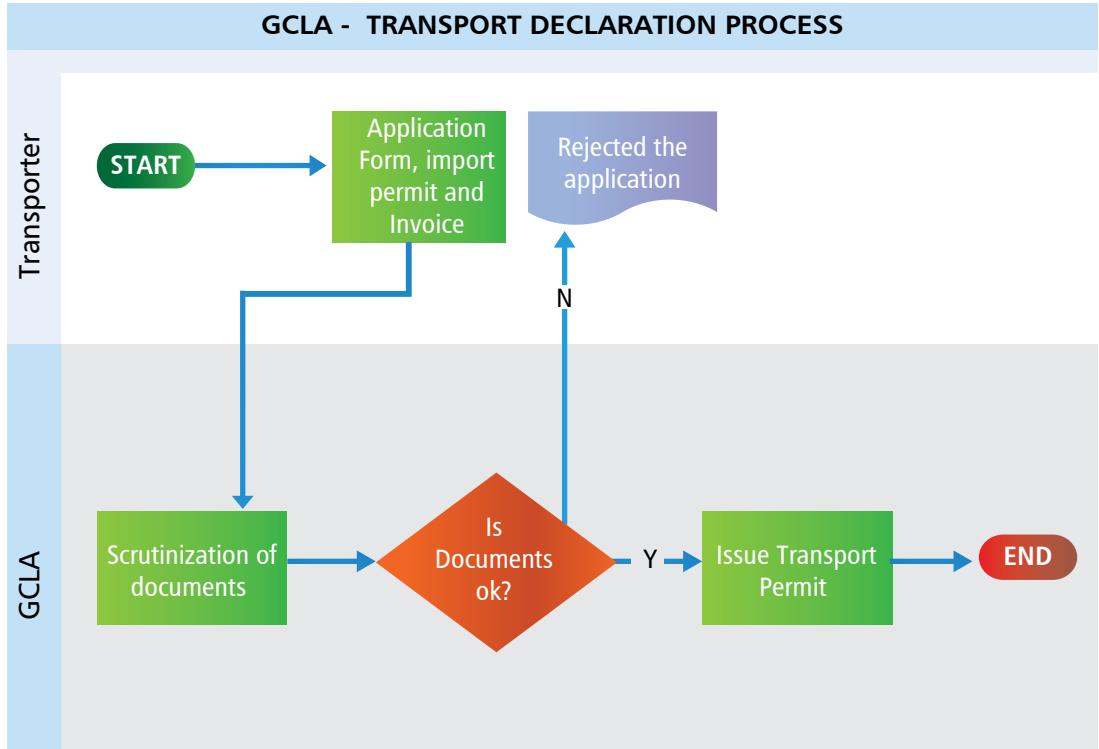 GCLA - TRANSPORT DECLARATION PROCESS
Transporter
START
Application
Form, import
permit and
Invoice
Rejected the
application
N
GCLA
Scrutinization of
documents
Is
Documents
ok?
Y
Issue Transport
Permit
END